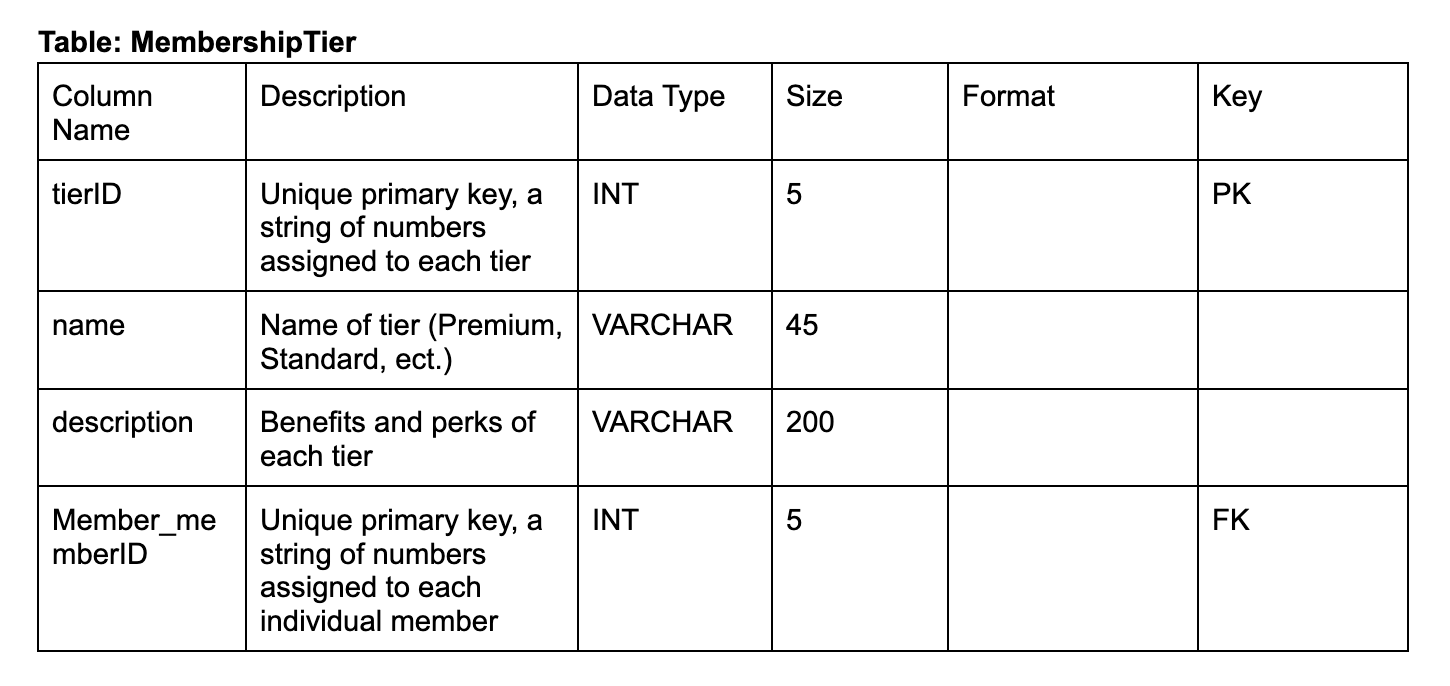 Table: MembershipTier
Column Name Description Data Type Size Format Key
tierID Unique primary key, a string of numbers assigned to each tier INT 5 PK
name Name of tier (Premium, Standard, ect.) VARCHAR 45
description Benefits and perks of each tier VARCHAR 200
Member_memberID Unique primary key, a string of numbers assigned to each individual member INT 5 FK